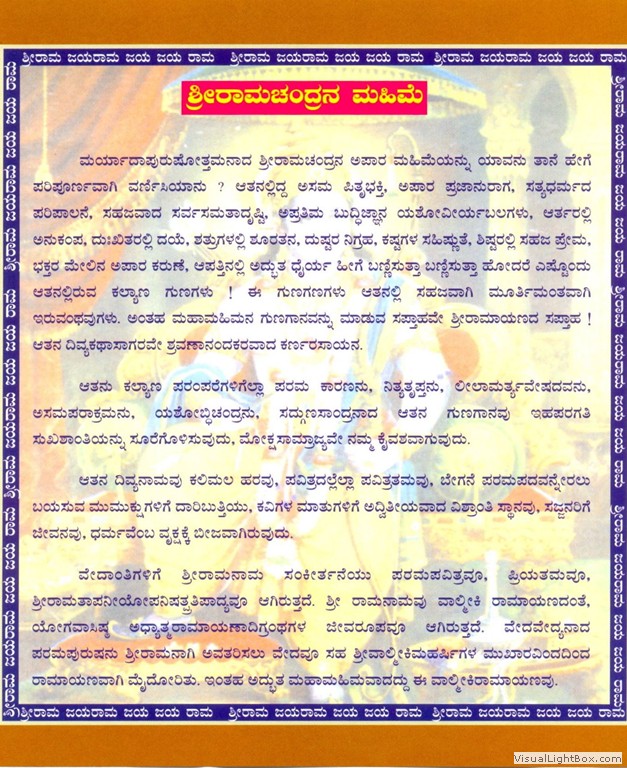 ಶ್ರೀರಾಮ ಜಯರಾಮ ಜಯ ಜಯ ರಾಮ ಶ್ರೀರಾಮ ಜಯರಾಮ ಜಯ ಜಯ ರಾಮ ಶ್ರೀರಾಮ ಜಯರಾಮ ಜಯ ಜಯ ರಾಮ
ಶ್ರೀರಾಮಚಂದ್ರನ ಮಹಿಮೆ
ಮರ್ಯಾದಾಪುರುಷೋತ್ತಮನಾದ ಶ್ರೀರಾಮಚಂದ್ರನ ಅಪಾರ ಮಹಿಮೆಯನ್ನು ಯಾವನು ತಾನೆ ಹೇಗೆ
ಪರಿಪೂರ್ಣವಾಗಿ ವರ್ಣಿಸಿಯಾನು ? ಆತನಲ್ಲಿದ್ದ ಅಸಮ ಪಿತೃಭಕ್ತಿ, ಅಪಾರ ಪ್ರಜಾನುರಾಗ, ಸತ್ಯಧರ್ಮದ
ಪರಿಪಾಲನೆ, ಸಹಜವಾದ ಸರ್ವಸಮತಾದೃಷ್ಟಿ, ಅಪ್ರತಿಮ ಬುದ್ಧಿಜ್ಞಾನ ಯಶೋವೀರ್ಯಬಲಗಳು, ಆರ್ತರಲ್ಲಿ
ಅನುಕಂಪ, ದುಃಖಿತರಲ್ಲಿ ದಯೆ, ಶತ್ರುಗಳಲ್ಲಿ ಶೂರತನ, ದುಷ್ಟರ ನಿಗ್ರಹ, ಕಷ್ಟಗಳ ಸಹಿಷ್ಣುತೆ, ಶಿಷ್ಟರಲ್ಲಿ ಸಹಜ ಪ್ರೇಮ,
ಭಕ್ತರ ಮೇಲಿನ ಅಪಾರ ಕರುಣೆ, ಆಪತ್ತಿನಲ್ಲಿ ಅದ್ಭುತ ಧೈರ್ಯ ಹೀಗೆ ಬಣ್ಣಿಸುತ್ತಾ ಬಣ್ಣಿಸುತ್ತಾ ಹೋದರೆ ಎಷ್ಟೊಂದು
ಆತನಲ್ಲಿರುವ ಕಲ್ಯಾಣ ಗುಣಗಳು ! ಈ ಗುಣಗಣಗಳು ಆತನಲ್ಲಿ ಸಹಜವಾಗಿ ಮೂರ್ತಿಮಂತವಾಗಿ
ಇರುವಂಥವುಗಳು. ಅಂತಹ ಮಹಾಮಹಿಮನ ಗುಣಗಾನವನ್ನು ಮಾಡುವ ಸಪ್ತಾಹವೇ ಶ್ರೀರಾಮಾಯಣದ ಸಪ್ತಾಹ !
ಆತನ ದಿವ್ಯಕಥಾಸಾಗರವೇ ಶ್ರವಣಾನಂದಕರವಾದ ಕರ್ಣರಸಾಯನ.
ಆತನು ಕಲ್ಯಾಣ ಪರಂಪರೆಗಳಿಗೆಲ್ಲಾ ಪರಮ ಕಾರಣನು, ನಿತ್ಯತೃಪ್ತನು, ಲೀಲಾಮರ್ತ್ಯವೇಷದವನು,
ಅಸಮಪರಾಕ್ರಮನು, ಯಶೋಬ್ಧಿಚಂದ್ರನು, ಸದ್ಗುಣಸಾಂದ್ರನಾದ ಆತನ ಗುಣಗಾನವು ಇಹಪರಗತಿ
ಸುಖಶಾಂತಿಯನ್ನು ಸೂರೆಗೊಳಿಸುವುದು, ಮೋಕ್ಷಸಾಮ್ರಾಜ್ಯವೇ ನಮ್ಮ ಕೈವಶವಾಗುವುದು.
ಆತನ ದಿವ್ಯನಾಮವು ಕಲಿಮಲ ಹರವು, ಪವಿತ್ರದಲ್ಲೆಲ್ಲಾ ಪವಿತ್ರತಮವು, ಬೇಗನೆ ಪರಮಪದವನ್ನೇರಲು
ಬಯಸುವ ಮುಮುಕ್ಷುಗಳಿಗೆ ದಾರಿಬುತ್ತಿಯು, ಕವಿಗಳ ಮಾತುಗಳಿಗೆ ಅದ್ವಿತೀಯವಾದ ವಿಶ್ರಾಂತಿ ಸ್ಥಾನವು, ಸಜ್ಜನರಿಗೆ
ಜೀವನವು, ಧರ್ಮವೆಂಬ ವೃಕ್ಷಕ್ಕೆ ಬೀಜವಾಗಿರುವುದು.
ವೇದಾಂತಿಗಳಿಗೆ ಶ್ರೀರಾಮನಾಮ ಸಂಕೀರ್ತನೆಯು ಪರಮಪವಿತ್ರವೂ, ಪ್ರಿಯತಮವೂ,
ಶ್ರೀರಾಮತಾಪನೀಯೋಪನಿಷತ್ಪ್ರತಿಪಾದ್ಯವೂ ಆಗಿರುತ್ತದೆ. ಶ್ರೀ ರಾಮನಾಮವು ವಾಲ್ಮೀಕಿ ರಾಮಾಯಣದಂತೆ,
ಯೋಗವಾಸಿಷ್ಠ ಅಧ್ಯಾತ್ಮರಾಮಾಯಣಾದಿಗ್ರಂಥಗಳ ಜೀವರೂಪವೂ ಆಗಿರುತ್ತದೆ. ವೇದವೇದ್ಯನಾದ
ಪರಮಪುರುಷನು ಶ್ರೀರಾಮನಾಗಿ ಅವತರಿಸಲು ವೇದವೂ ಸಹ ಶ್ರೀವಾಲ್ಮೀಕಿಮಹರ್ಷಿಗಳ ಮುಖಾರವಿಂದದಿಂದ
ರಾಮಾಯಣವಾಗಿ ಮೈದೋರಿತು. ಇಂತಹ ಅದ್ಭುತ ಮಹಾಮಹಿಮವಾದದ್ದು ಈ ವಾಲ್ಮೀಕಿರಾಮಾಯಣವು.
ಶ್ರೀರಾಮ ಜಯರಾಮ ಜಯ ಜಯ ರಾಮ ಶ್ರೀರಾಮ ಜಯರಾಮ ಜಯ ಜಯ ರಾಮ ಶ್ರೀರಾಮ ಜಯರಾಮ ಜಯ ಜಯ ರಾಮ
VisualLightBox.com